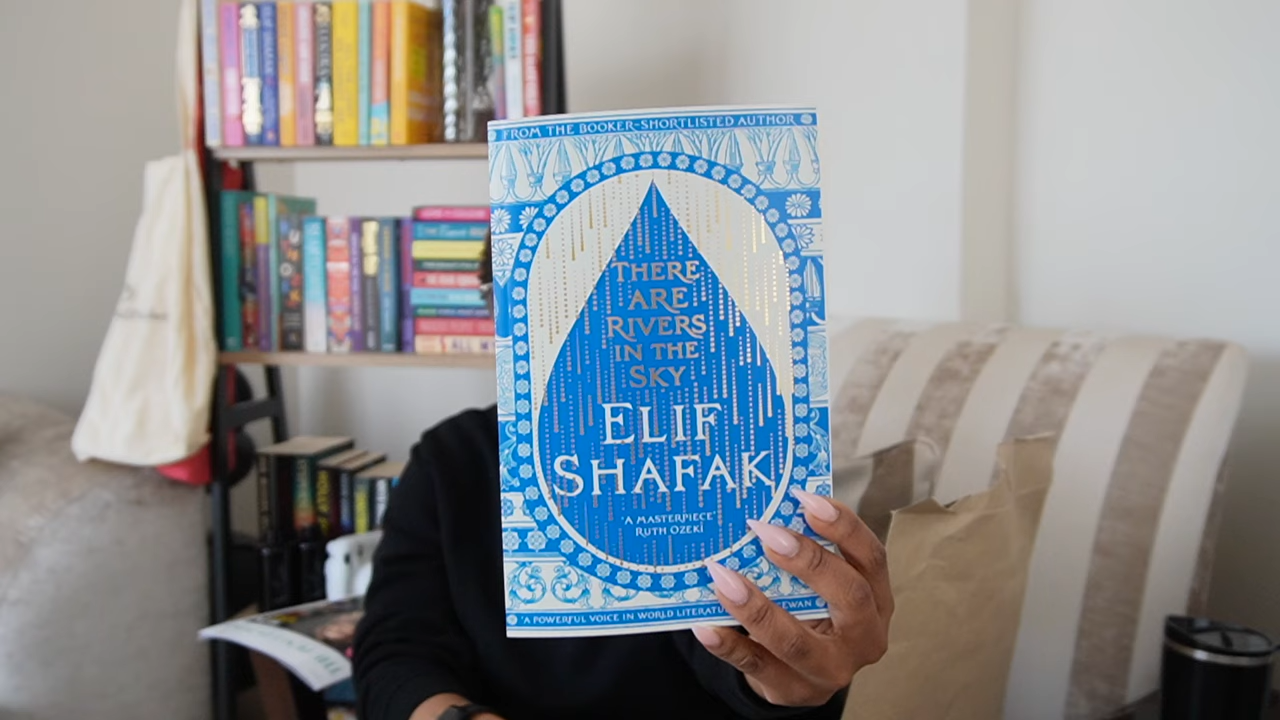 FROM THE BOOKER-SHORTLISTED AUTHOR
THERE
ARE
RIVERS
IN THE
SKY
ELIF
SHAFAK
'A MASTERPIECE'
RUTH OZEKI
'A POWERFUL VOICE IN WORLD